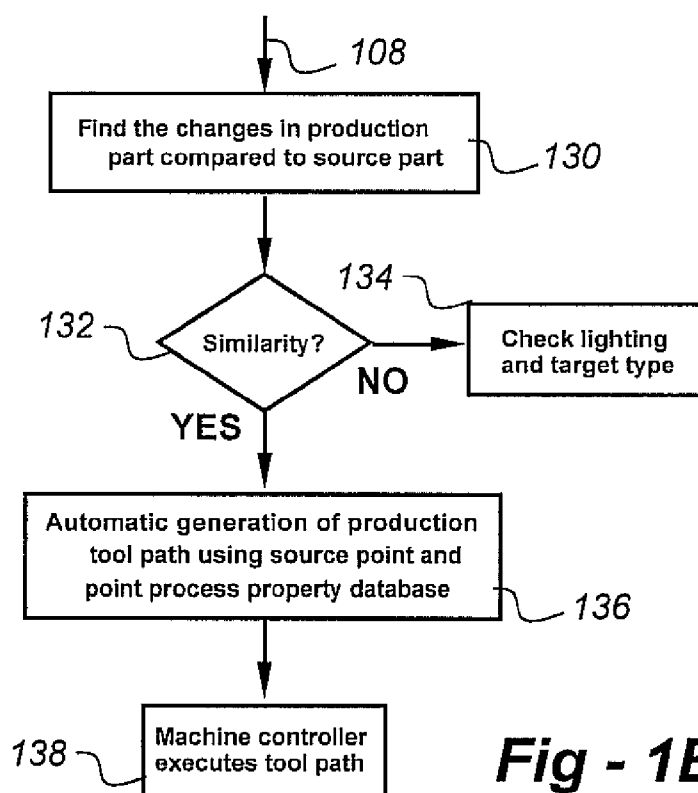 108
Find the changes in production
part compared to source part
130
134
132
Similarity?
Check lighting
and target type
NO
YES
Automatic generation of production
tool path using source point and
point process property database
136
Machine controller
executes tool path
138
Fig - 1B